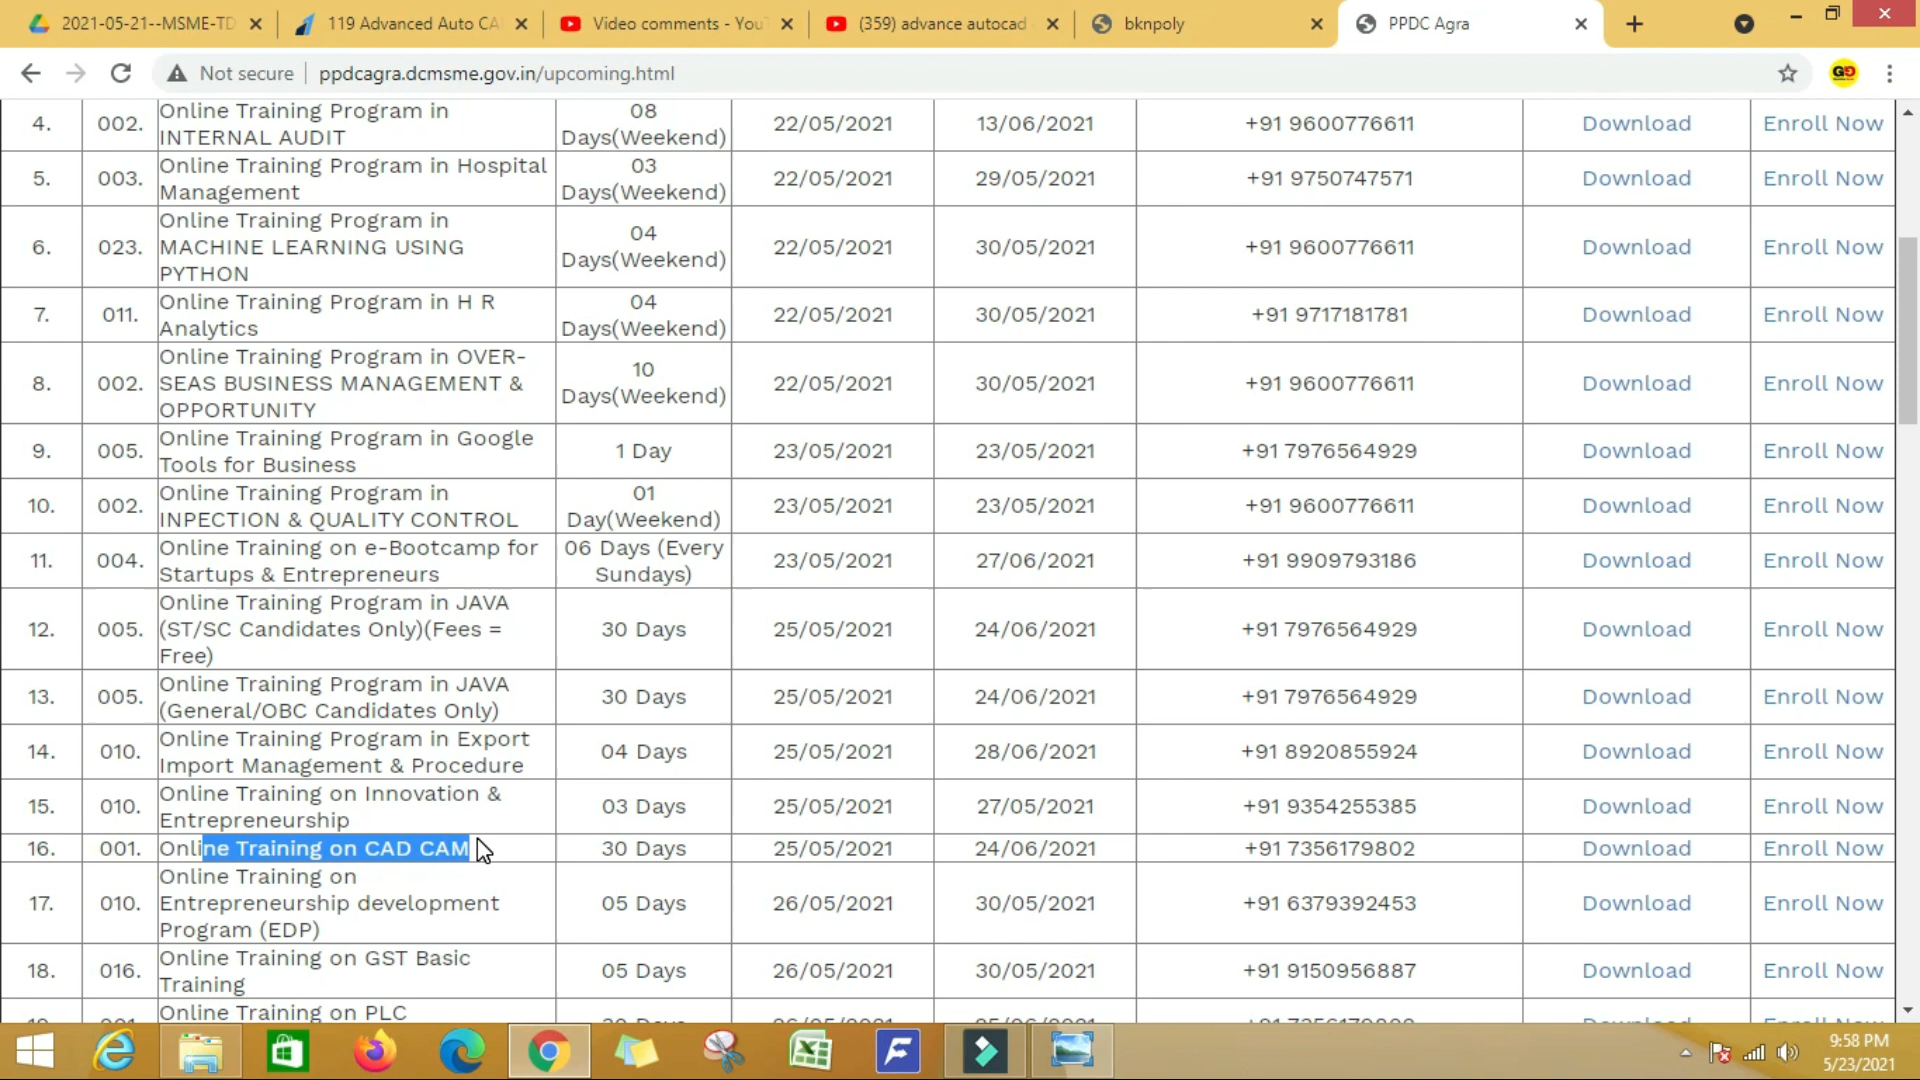 2021-05-21--MSME-TD
119 Advanced Auto CA
Video comments - You
(359) advance autocad
bknpoly
PPDC Agra
Not secure
ppdcagra.dcmsme.gov.in/upcoming.html
4. 002. Online Training Program in INTERNAL AUDIT 08 Days(Weekend) 22/05/2021 13/06/2021 +91 9600776611 Download Enroll Now
5. 003. Online Training Program in Hospital Management 03 Days(Weekend) 22/05/2021 29/05/2021 +91 9750747571 Download Enroll Now
6. 023. Online Training Program in MACHINE LEARNING USING PYTHON 04 Days(Weekend) 22/05/2021 30/05/2021 +91 9600776611 Download Enroll Now
7. 011. Online Training Program in H R Analytics 04 Days(Weekend) 22/05/2021 30/05/2021 +91 9717181781 Download Enroll Now
8. 002. Online Training Program in OVER-SEAS BUSINESS MANAGEMENT & OPPORTUNITY 10 Days(Weekend) 22/05/2021 30/05/2021 +91 9600776611 Download Enroll Now
9. 005. Online Training Program in Google Tools for Business 1 Day 23/05/2021 23/05/2021 +91 7976564929 Download Enroll Now
10. 002. Online Training Program in INPECTION & QUALITY CONTROL 01 Day(Weekend) 23/05/2021 23/05/2021 +91 9600776611 Download Enroll Now
11. 004. Online Training on e-Bootcamp for Startups & Entrepreneurs 06 Days (Every Sundays) 23/05/2021 27/06/2021 +91 9909793186 Download Enroll Now
12. 005. Online Training Program in JAVA (ST/SC Candidates Only)(Fees = Free) 30 Days 25/05/2021 24/06/2021 +91 7976564929 Download Enroll Now
13. 005. Online Training Program in JAVA (General/OBC Candidates Only) 30 Days 25/05/2021 24/06/2021 +91 7976564929 Download Enroll Now
14. 010. Online Training Program in Export Import Management & Procedure 04 Days 25/05/2021 28/06/2021 +91 8920855924 Download Enroll Now
15. 010. Online Training on Innovation & Entrepreneurship 03 Days 25/05/2021 27/05/2021 +91 9354255385 Download Enroll Now
16. 001. Online Training on CAD CAM 30 Days 25/05/2021 24/06/2021 +91 7356179802 Download Enroll Now
17. 010. Online Training on Entrepreneurship development Program (EDP) 05 Days 26/05/2021 30/05/2021 +91 6379392453 Download Enroll Now
18. 016. Online Training on GST Basic Training 05 Days 26/05/2021 30/05/2021 +91 9150956887 Download Enroll Now
Online Training on PLC
9:58 PM
5/23/2021